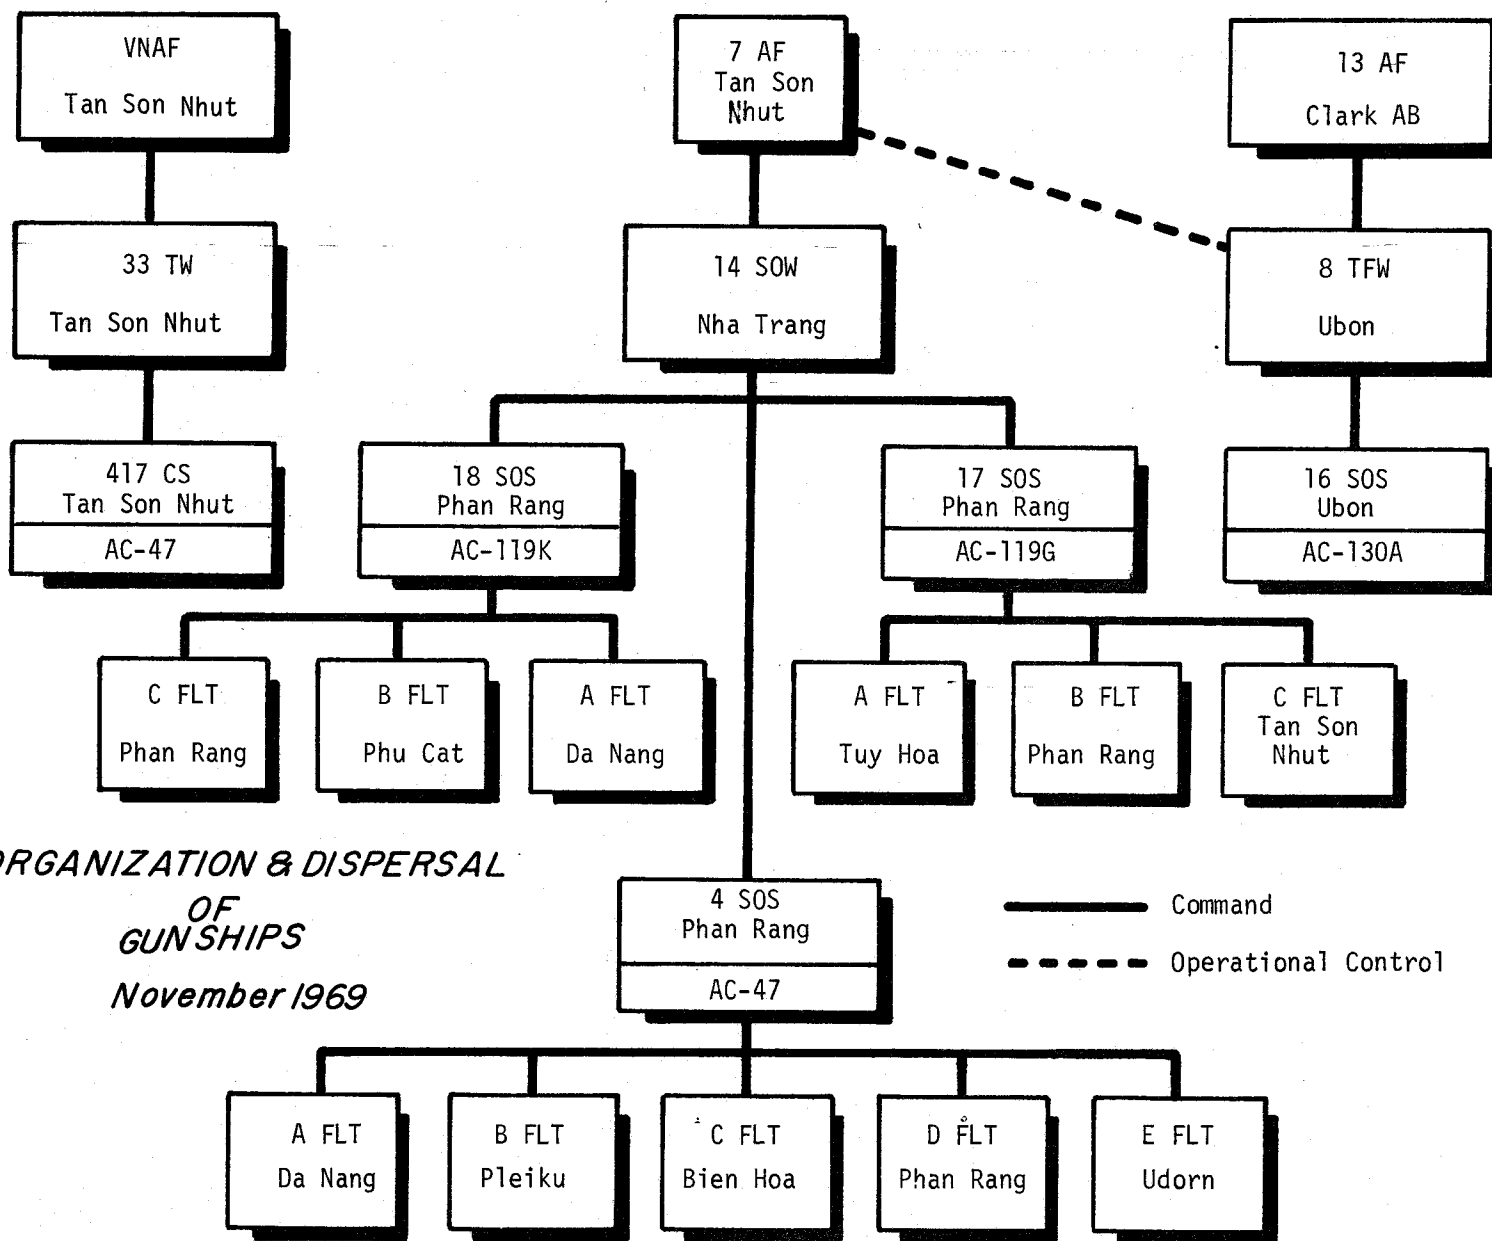 VNAF
Tan Son Nhut
7 AF
Tan Son
Nhut
13 AF
Clark AB
33 TW
Tan Son Nhut
14 SOW
Nha Trang
8 TFW
Ubon
417 CS
Tan Son Nhut
AC-47
18 SOS
Phan Rang
AC-119K
17 SOS
Phan Rang
AC-119G
16 SOS
Ubon
AC-130A
C FLT
Phan Rang
B FLT
Phu Cat
A FLT
Da Nang
A FLT
Tuy Hoa
B FLT
Phan Rang
C FLT
Tan Son
Nhut
ORGANIZATION & DISPERSAL
OF
GUNSHIPS
November 1969
4 SOS
Phan Rang
AC-47
Command
Operational Control
A FLT
Da Nang
B FLT
Pleiku
C FLT
Bien Hoa
D FLT
Phan Rang
E FLT
Udorn